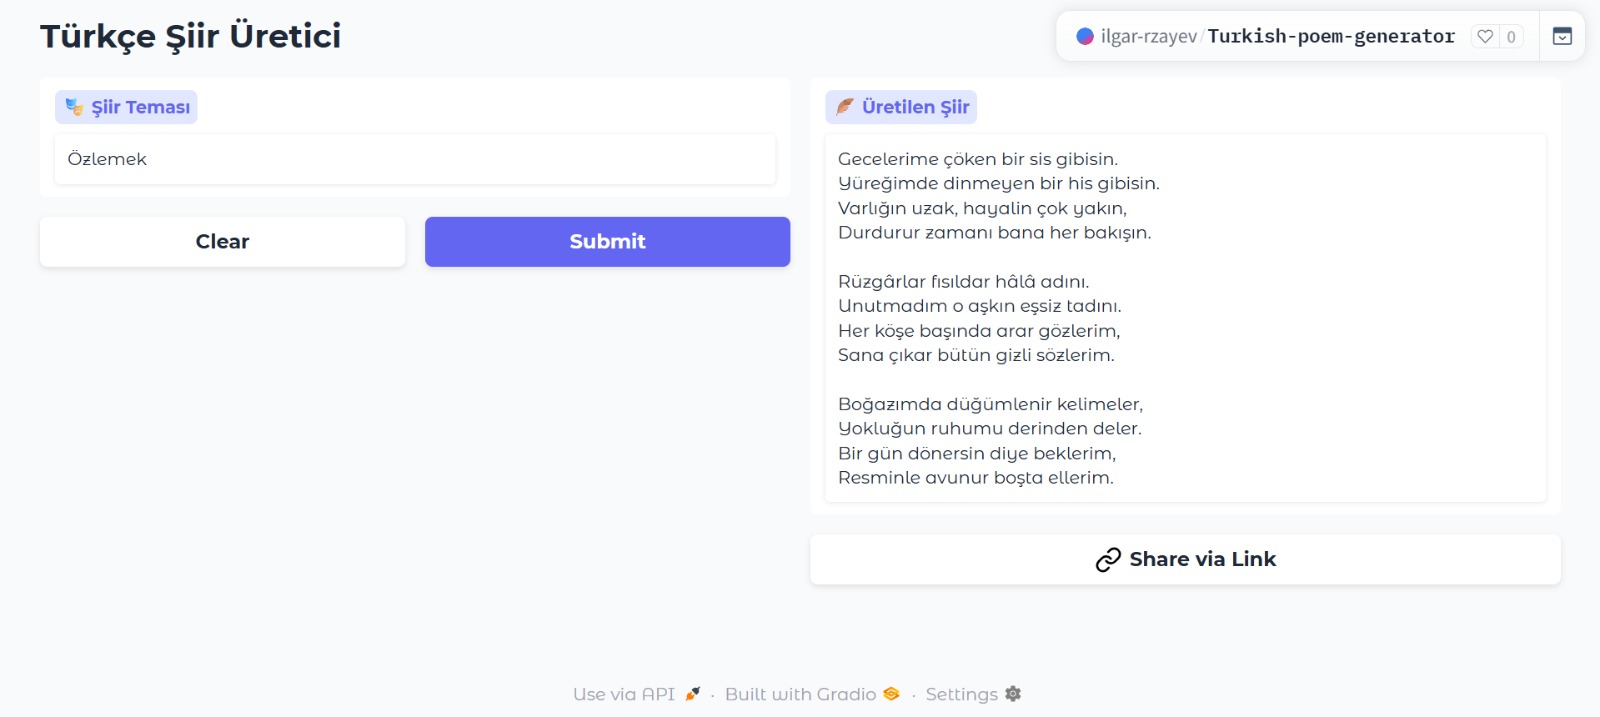 Türkçe Şiir Üretici
ilgar-rzayev/Turkish-poem-generator
0
Şiir Teması
Özlemek
Clear
Submit
Üretilen Şiir
Gecelerime çöken bir sis gibisin.
Yüreğimde dinmeyen bir his gibisin.
Varlığın uzak, hayalin çok yakın,
Durdurur zamanı bana her bakışın.
Rüzgârlar fısıldar hâlâ adını.
Unutmadım o aşkın eşsiz tadını.
Her köşe başında arar gözlerim,
Sana çıkar bütün gizli sözlerim.
Boğazımda düğümlenir kelimeler,
Yokluğun ruhumu derinden deler.
Bir gün dönersin diye beklerim,
Resminle avunur boşta ellerim.
Share via Link
Use via API · Built with Gradio · Settings